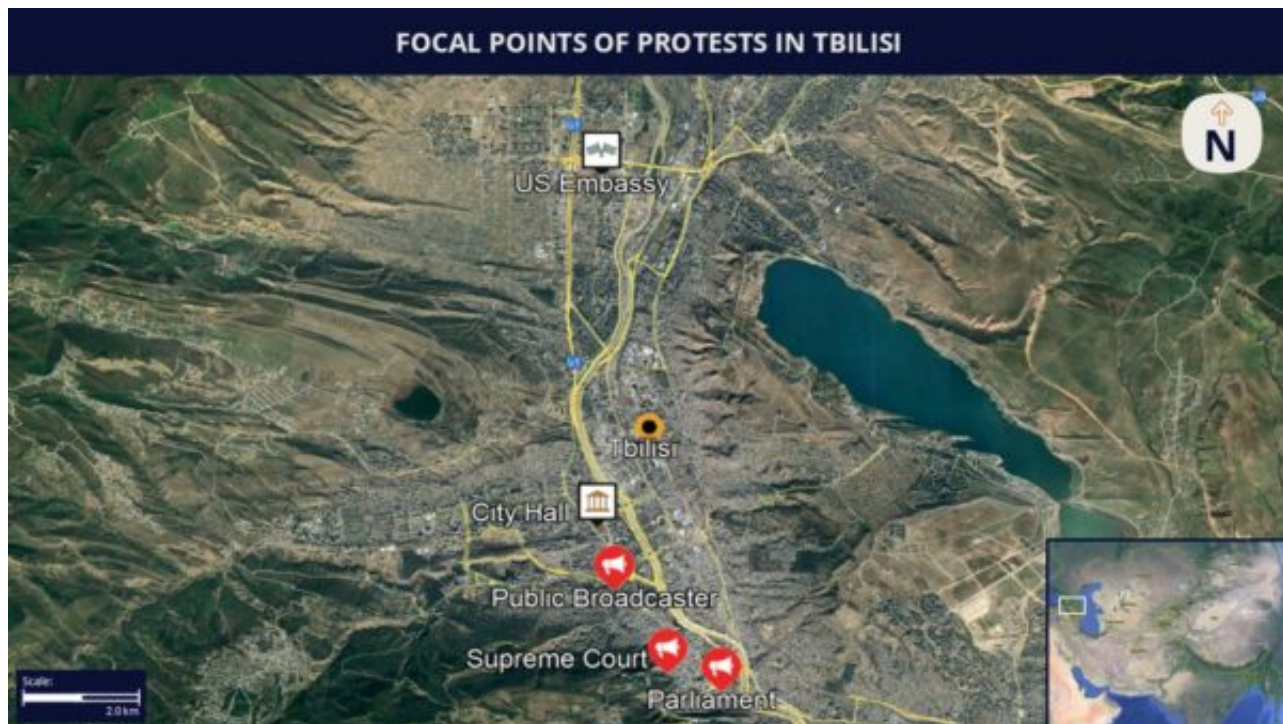 FOCAL POINTS OF PROTESTS IN TBILISI
N
US Embassy
Tbilisi
City Hall
Public Broadcaster
Supreme Court
Parliament
Scale:
2.0 km